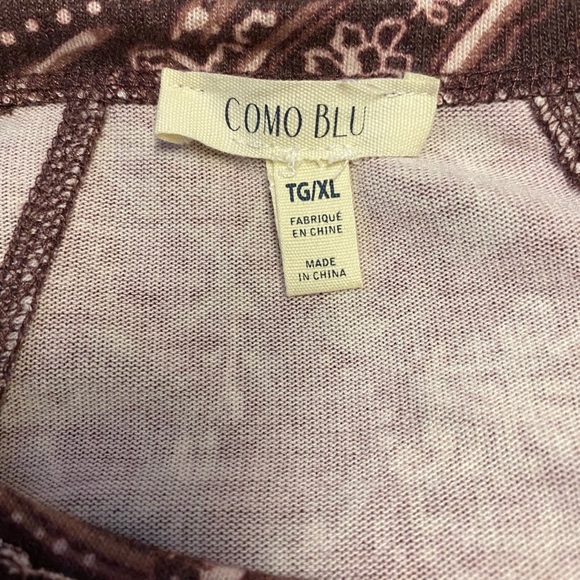 COMO BLU
TG/XL
FABRIQUÉ
EN CHINE
MADE
IN CHINA